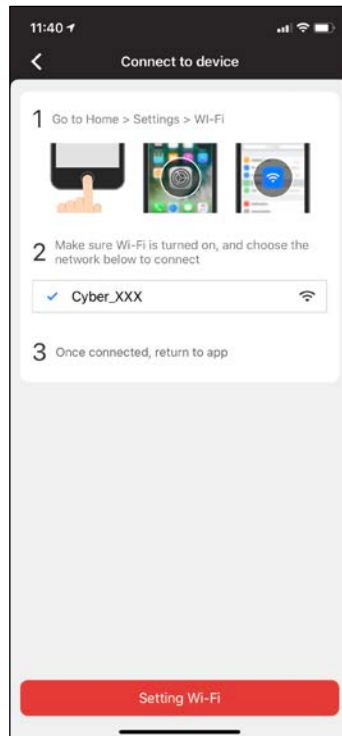 11:40
Connect to device
1 Go to Home > Settings > WI-Fi
2 Make sure Wi-Fi is turned on, and choose the
network below to connect
Cyber_XXX
3 Once connected, return to app
Setting Wi-Fi